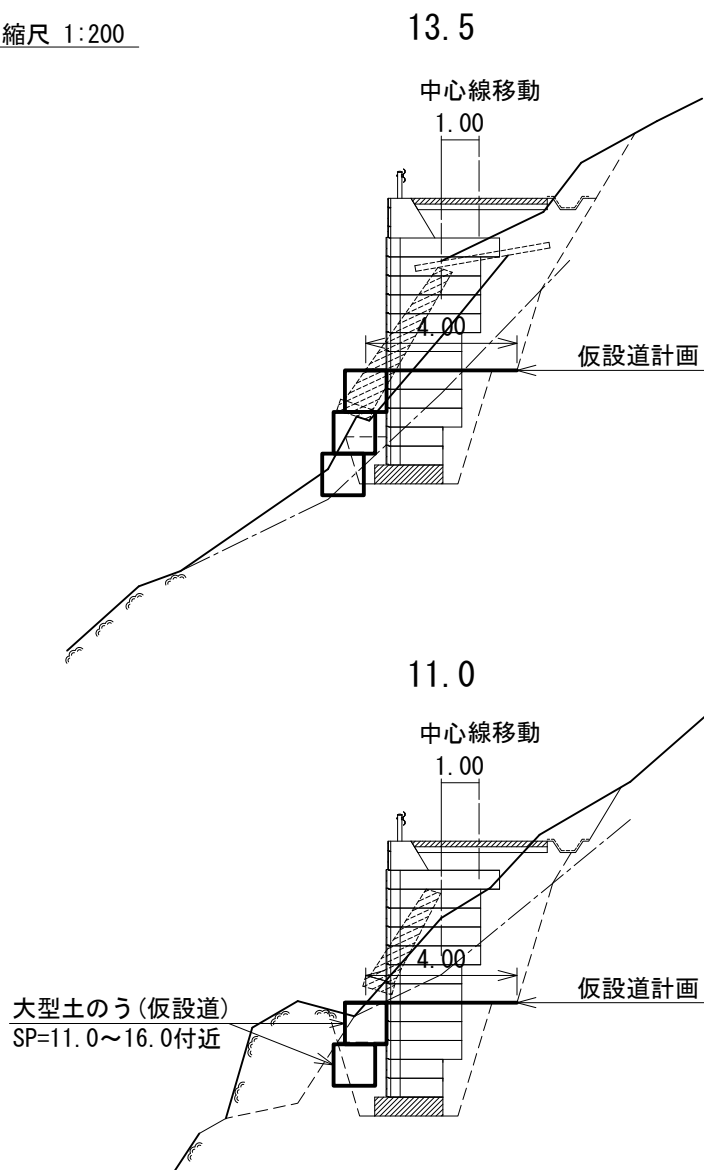 縮尺 1:200
13.5
中心線移動
1.00
4.00
仮設道計画
11.0
中心線移動
1.00
4.00
仮設道計画
大型土のう(仮設道)
SP=11.0～16.0付近